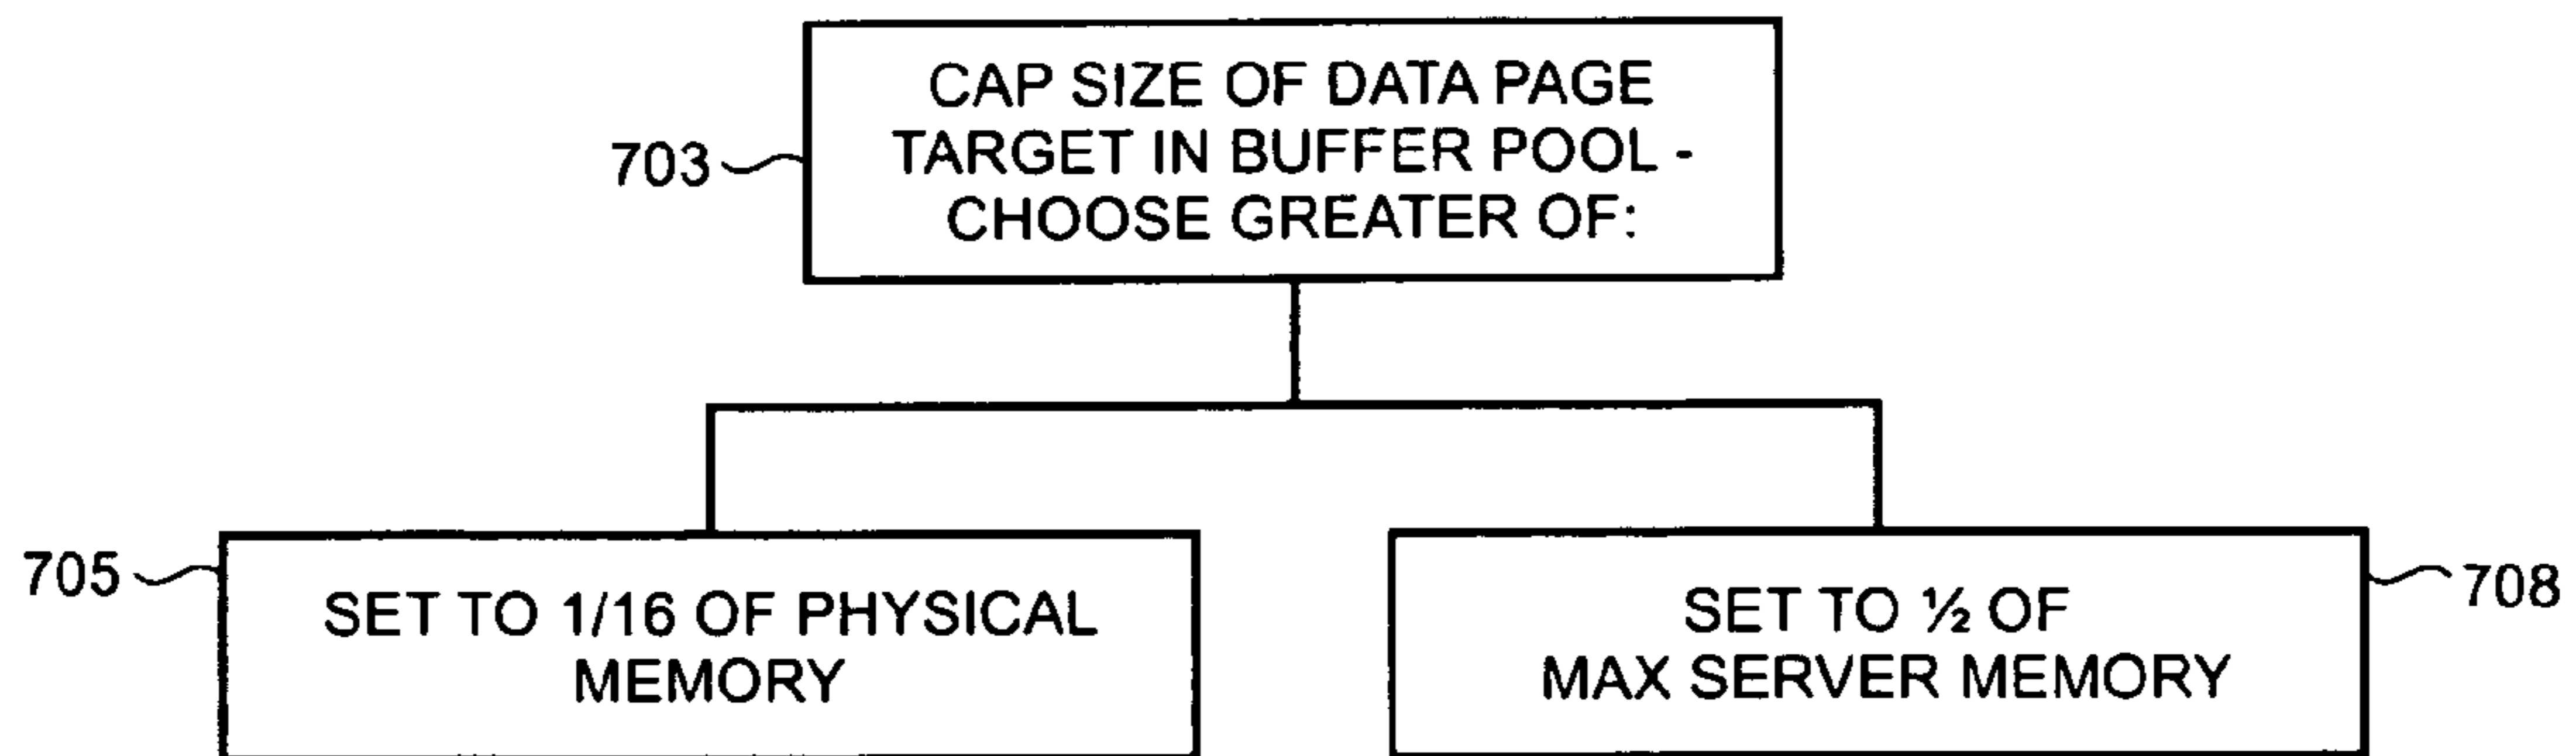 CAP SIZE OF DATA PAGE
TARGET IN BUFFER POOL -
CHOOSE GREATER OF:
703
705
SET TO 1/16 OF PHYSICAL
MEMORY
SET TO ½ OF
MAX SERVER MEMORY
708